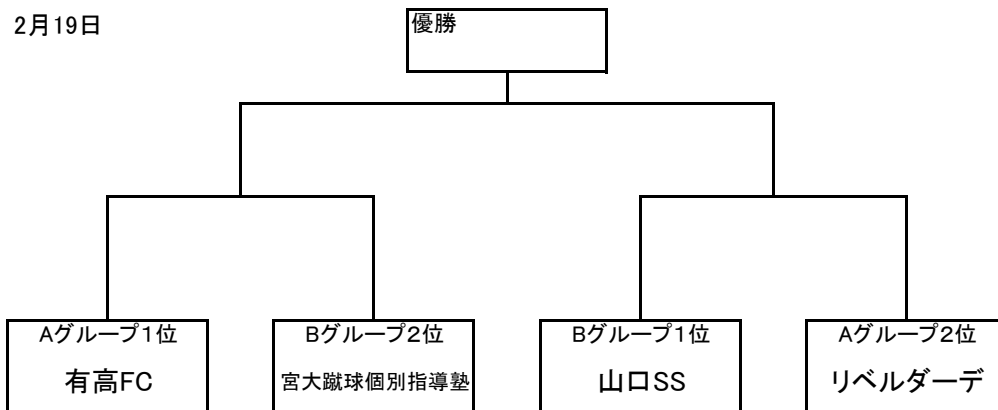 2月19日
優勝
Aグループ1位
有高FC
Bグループ2位
宮大蹴球個別指導塾
Bグループ1位
山口SS
Aグループ2位
リベルダーデ